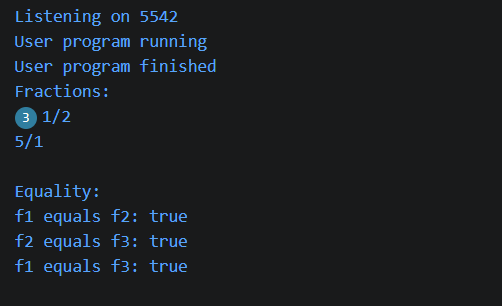 Listening on 5542
User program running
User program finished
Fractions:
3 1/2
5/1
Equality:
f1 equals f2: true
f2 equals f3: true
f1 equals f3: true